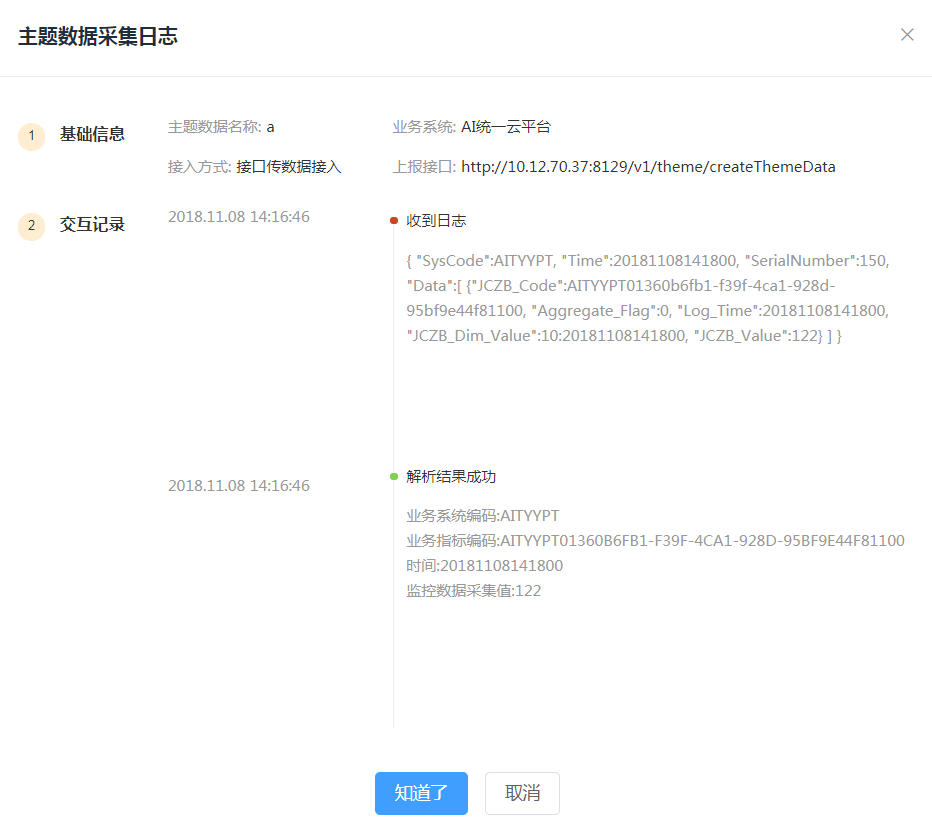 主题数据采集日志
1 基础信息 主题数据名称: a 业务系统: AI统一云平台
接入方式: 接口传数据接入 上报接口: http://10.12.70.37:8129/v1/theme/createThemeData
2 交互记录 2018.11.08 14:16:46 收到日志
{ "SysCode":AITYYPT, "Time":20181108141800, "SerialNumber":150,
"Data":[ {"JCZB_Code":AITYYPT01360b6fb1-f39f-4ca1-928d-
95bf9e44f81100, "Aggregate_Flag":0, "Log_Time":20181108141800,
"JCZB_Dim_Value":10:20181108141800, "JCZB_Value":122} ] }
2018.11.08 14:16:46 解析结果成功
业务系统编码:AITYYPT
业务指标编码:AITYYPT01360B6FB1-F39F-4CA1-928D-95BF9E44F81100
时间:20181108141800
监控数据采集值:122
知道了 取消